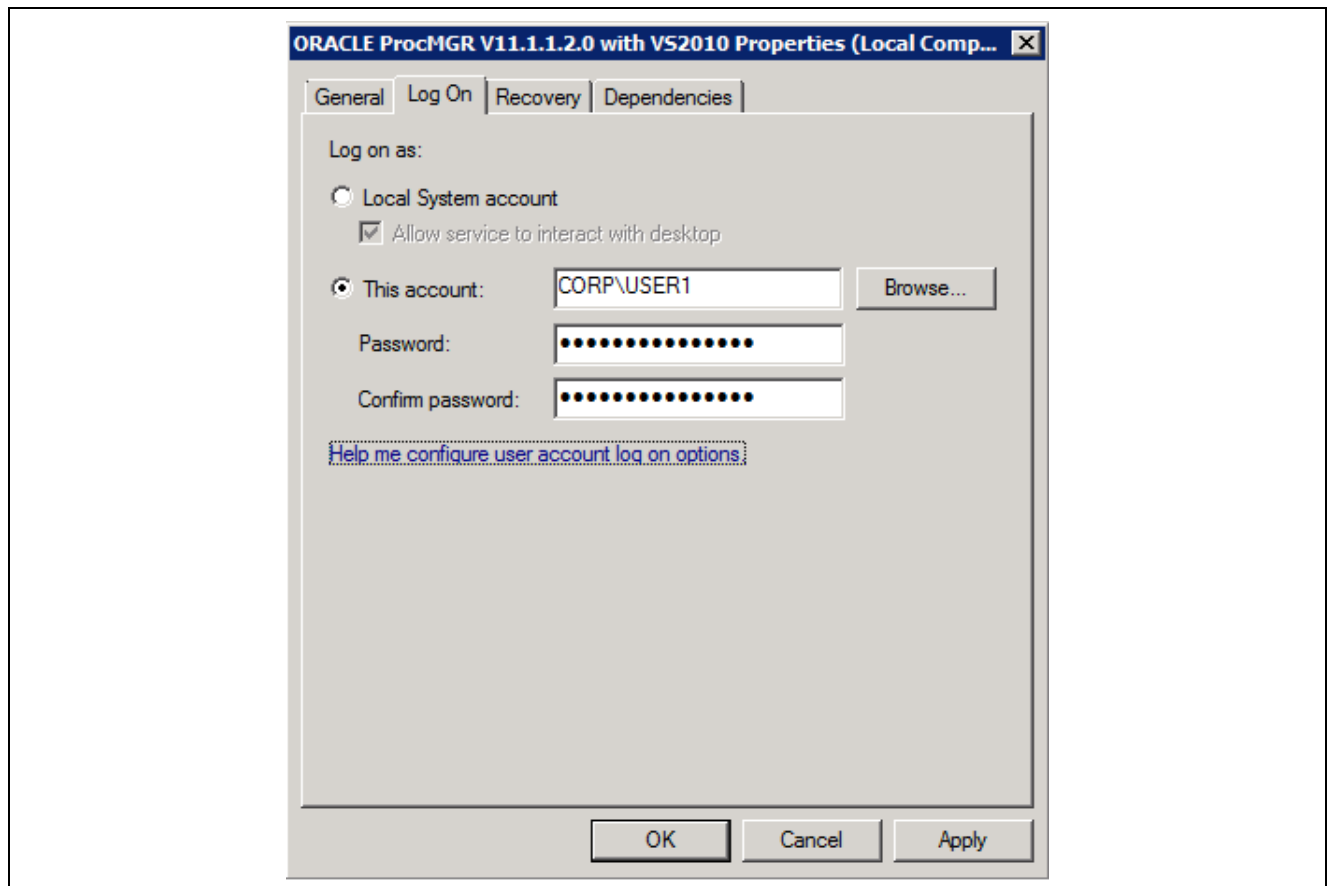 ORACLE ProcMGR V11.1.1.2.0 with VS2010 Properties (Local Comp...
General Log On Recovery Dependencies
Log on as:
Local System account
Allow service to interact with desktop
This account: CORP\USER1 Browse...
Password: •••••••••••••••
Confirm password: •••••••••••••••
Help me configure user account log on options.
OK Cancel Apply